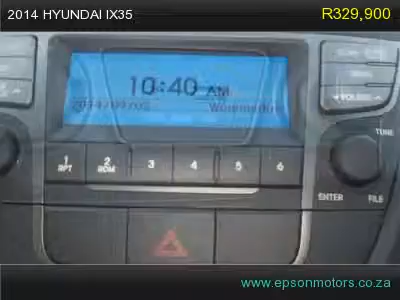 2014 HYUNDAI IX35 R329,900
10:40 AM
VOLUME
TUNE
1 2 3 4 5 6
RPT RDM
ENTER FILE
www.epsonmotors.co.za